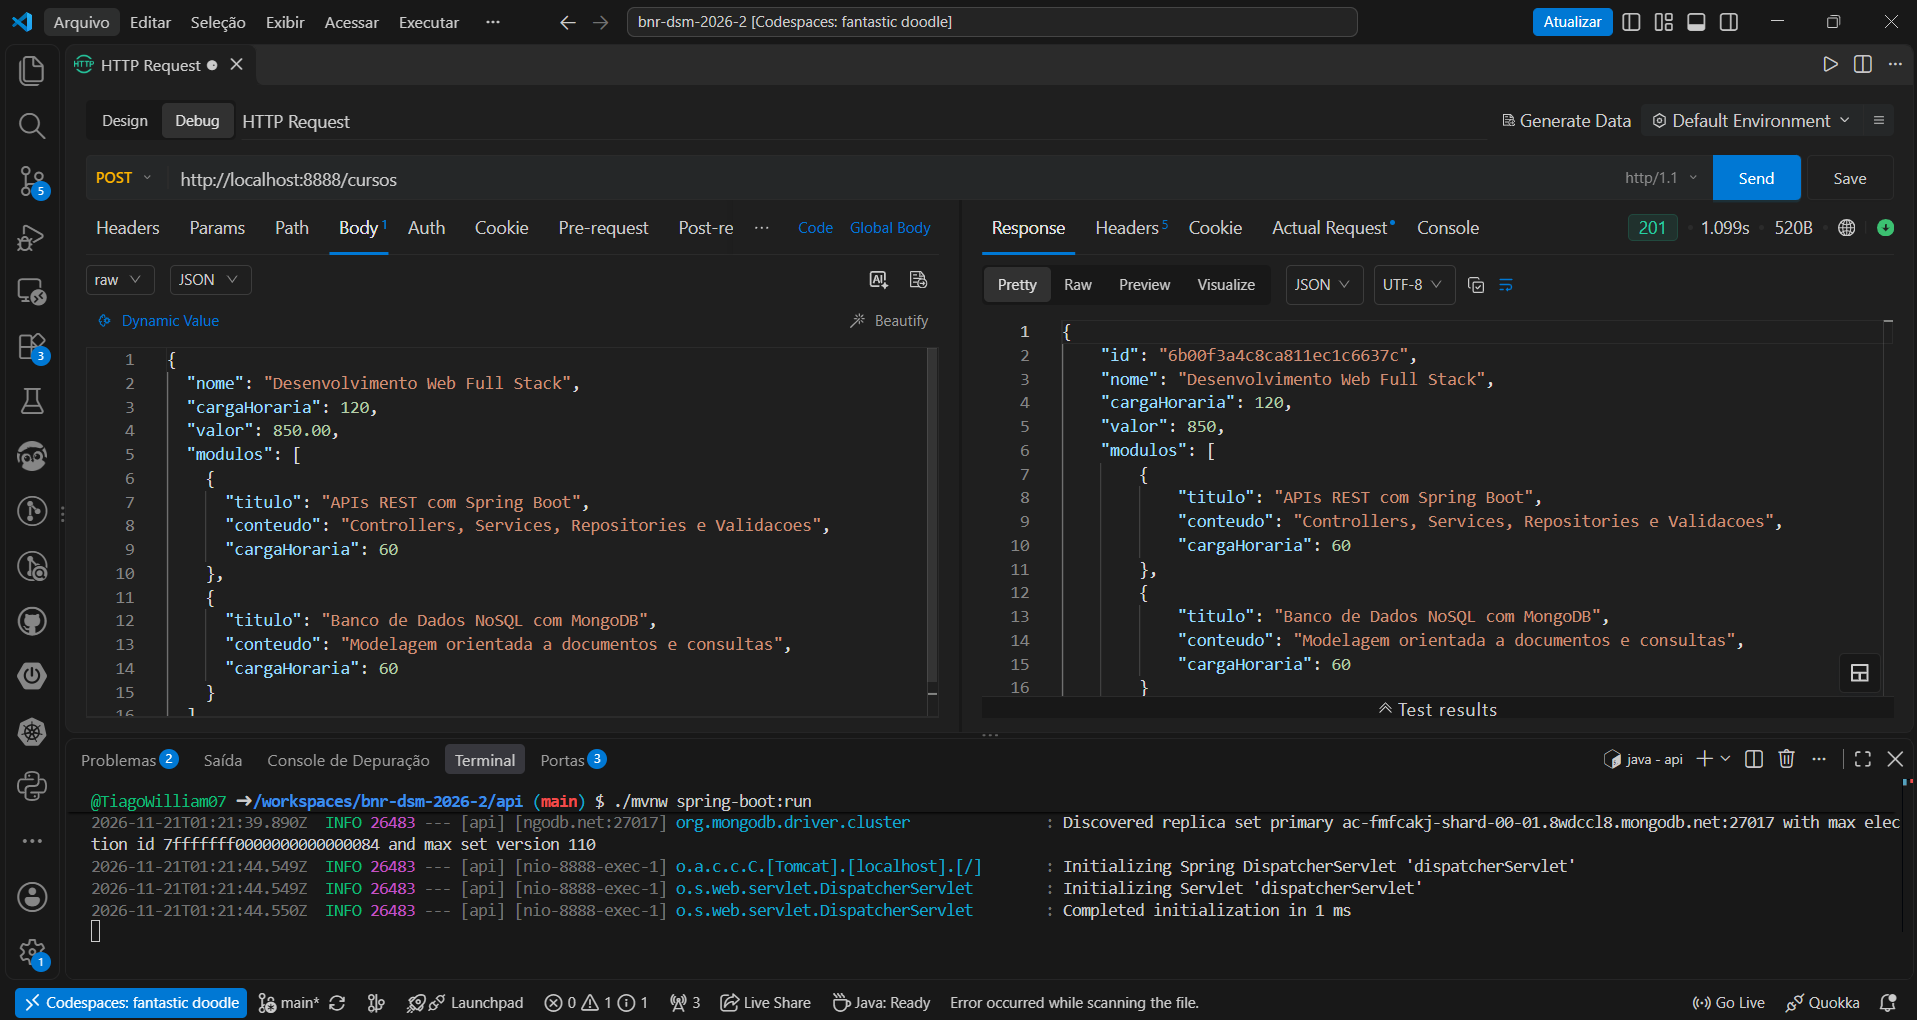 Arquivo Editar Seleção Exibir Acessar Executar ··· bnr-dsm-2026-2 [Codespaces: fantastic doodle] Atualizar
HTTP HTTP Request
Design Debug HTTP Request Generate Data Default Environment
POST http://localhost:8888/cursos http/1.1 Send Save
Headers Params Path Body 1 Auth Cookie Pre-request Post-re ··· Code Global Body
raw JSON
Dynamic Value Beautify
1 {
2 "nome": "Desenvolvimento Web Full Stack",
3 "cargaHoraria": 120,
4 "valor": 850.00,
5 "modulos": [
6 {
7 "titulo": "APIs REST com Spring Boot",
8 "conteudo": "Controllers, Services, Repositories e Validacoes",
9 "cargaHoraria": 60
10 },
11 {
12 "titulo": "Banco de Dados NoSQL com MongoDB",
13 "conteudo": "Modelagem orientada a documentos e consultas",
14 "cargaHoraria": 60
15 }
16 ]
Response Headers 5 Cookie Actual Request Console 201 1.099s 520B
Pretty Raw Preview Visualize JSON UTF-8
1 {
2 "id": "6b00f3a4c8ca811ec1c6637c",
3 "nome": "Desenvolvimento Web Full Stack",
4 "cargaHoraria": 120,
5 "valor": 850,
6 "modulos": [
7 {
8 "titulo": "APIs REST com Spring Boot",
9 "conteudo": "Controllers, Services, Repositories e Validacoes",
10 "cargaHoraria": 60
11 },
12 {
13 "titulo": "Banco de Dados NoSQL com MongoDB",
14 "conteudo": "Modelagem orientada a documentos e consultas",
15 "cargaHoraria": 60
16 }
Test results
5
3
1
Problemas 2 Saída Console de Depuração Terminal Portas 3 java - api
@TiagoWilliam07 ➜/workspaces/bnr-dsm-2026-2/api (main) $ ./mvnw spring-boot:run
2026-11-21T01:21:39.890Z INFO 26483 --- [api] [ngodb.net:27017] org.mongodb.driver.cluster : Discovered replica set primary ac-fmfcakj-shard-00-01.8wdccl8.mongodb.net:27017 with max elec
tion id 7fffffff0000000000000084 and max set version 110
2026-11-21T01:21:44.549Z INFO 26483 --- [api] [nio-8888-exec-1] o.a.c.c.C.[Tomcat].[localhost].[/] : Initializing Spring DispatcherServlet 'dispatcherServlet'
2026-11-21T01:21:44.549Z INFO 26483 --- [api] [nio-8888-exec-1] o.s.web.servlet.DispatcherServlet : Initializing Servlet 'dispatcherServlet'
2026-11-21T01:21:44.550Z INFO 26483 --- [api] [nio-8888-exec-1] o.s.web.servlet.DispatcherServlet : Completed initialization in 1 ms
Codespaces: fantastic doodle main* Launchpad 0 1 1 3 Live Share Java: Ready Error occurred while scanning the file. Go Live Quokka